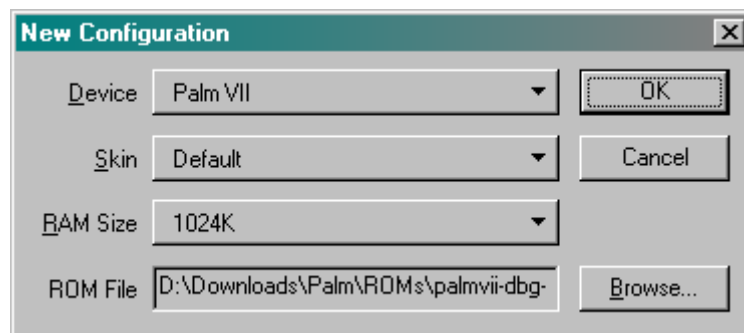 New Configuration
Device Palm VII OK
Skin Default Cancel
RAM Size 1024K
ROM File D:\Downloads\Palm\ROMs\palmvii-dbg- Browse...